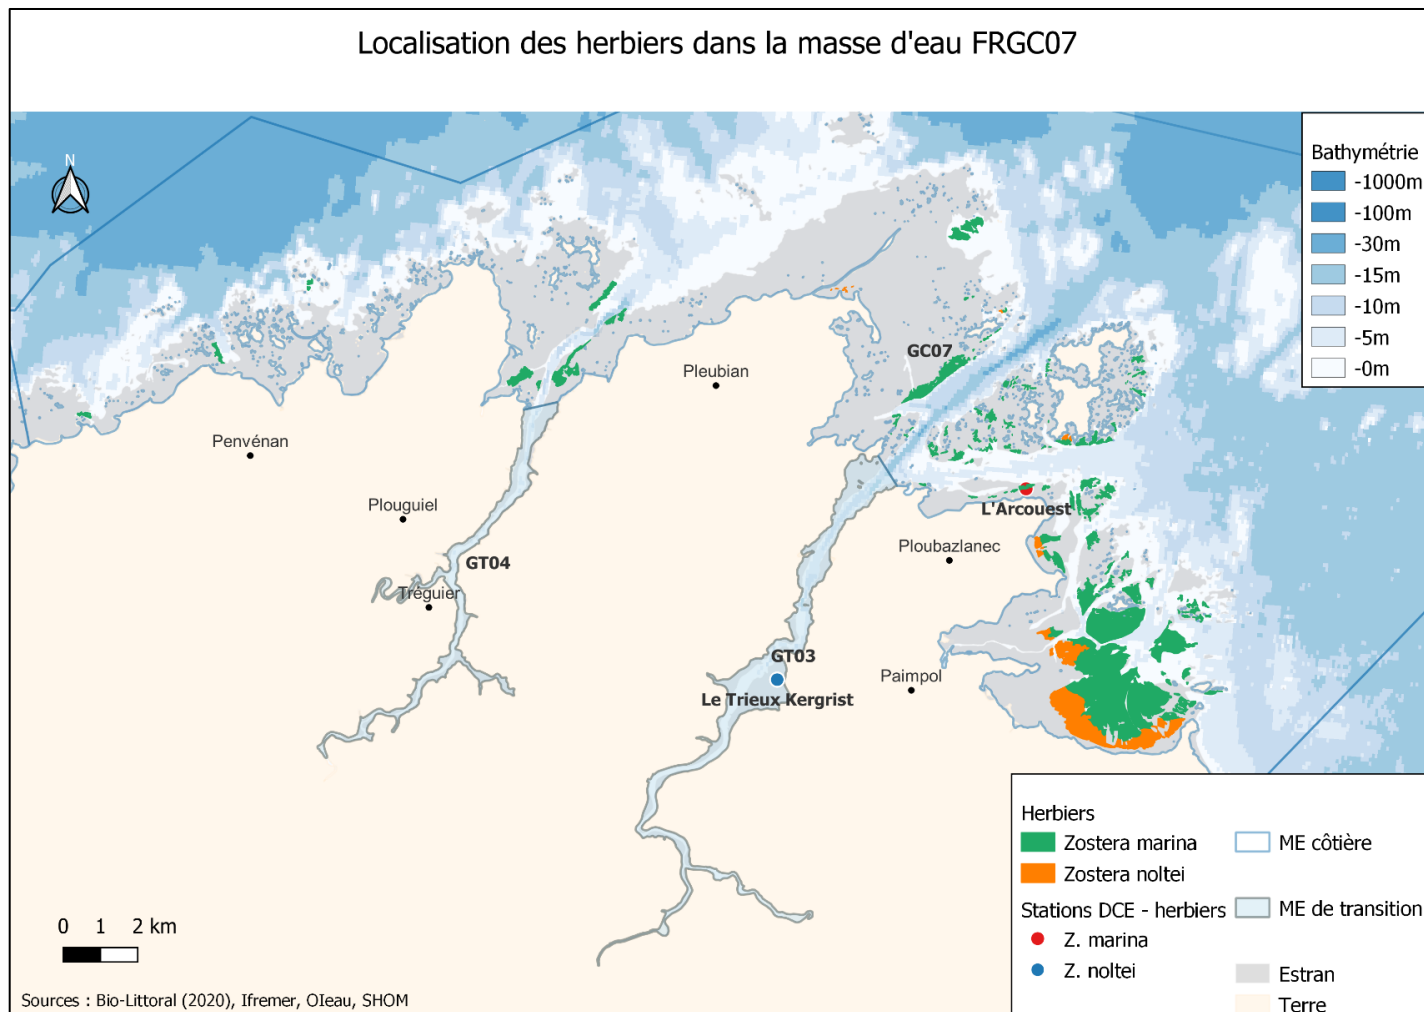 Localisation des herbiers dans la masse d'eau FRGC07
N
Bathymétrie
-1000m
-100m
-30m
-15m
-10m
-5m
-0m
GC07
Pleubian
Penvénan
Plouguiel
L'Arcouest
Ploubazlanec
GT04
Tréguier
GT03
Paimpol
Le Trieux Kergrist
Herbiers
Zostera marina
ME côtière
Zostera noltei
Stations DCE - herbiers
ME de transition
Z. marina
Z. noltei
Estran
Terre
0 1 2 km
Sources : Bio-Littoral (2020), Ifremer, OIeau, SHOM